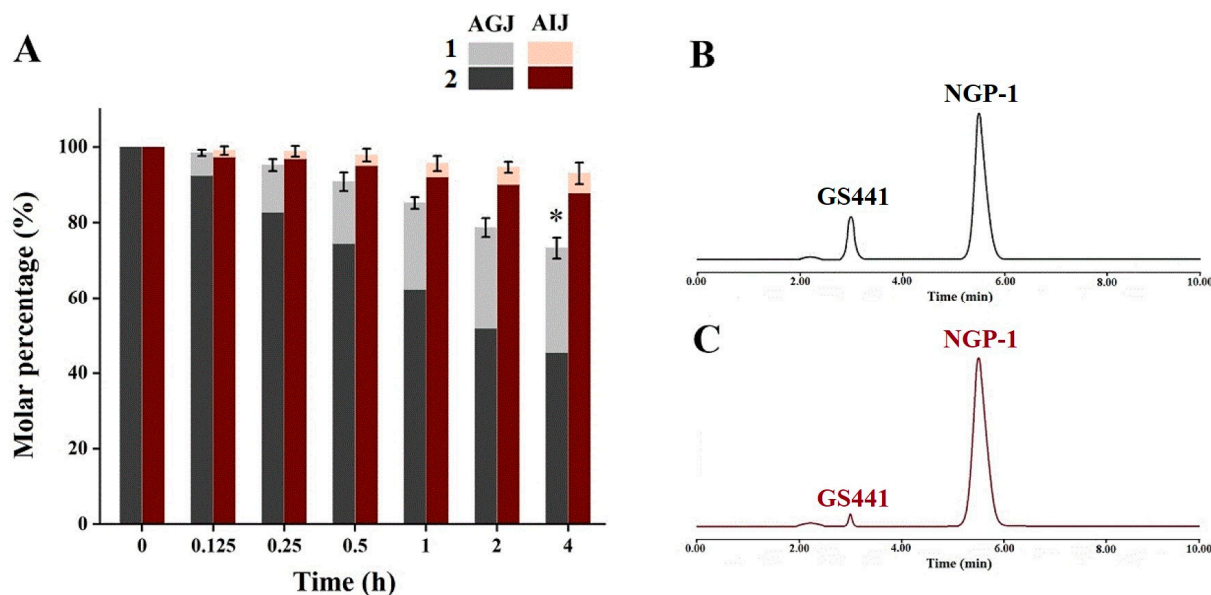 A
AGJ AIJ
1
2
Molar percentage (%)
100
80
60
40
20
0
0 0.125 0.25 0.5 1 2 4
Time (h)
*
B
NGP-1
GS441
0.00 2.00 4.00 6.00 8.00 10.00
Time (min)
C
NGP-1
GS441
0.00 2.00 4.00 6.00 8.00 10.00
Time (min)